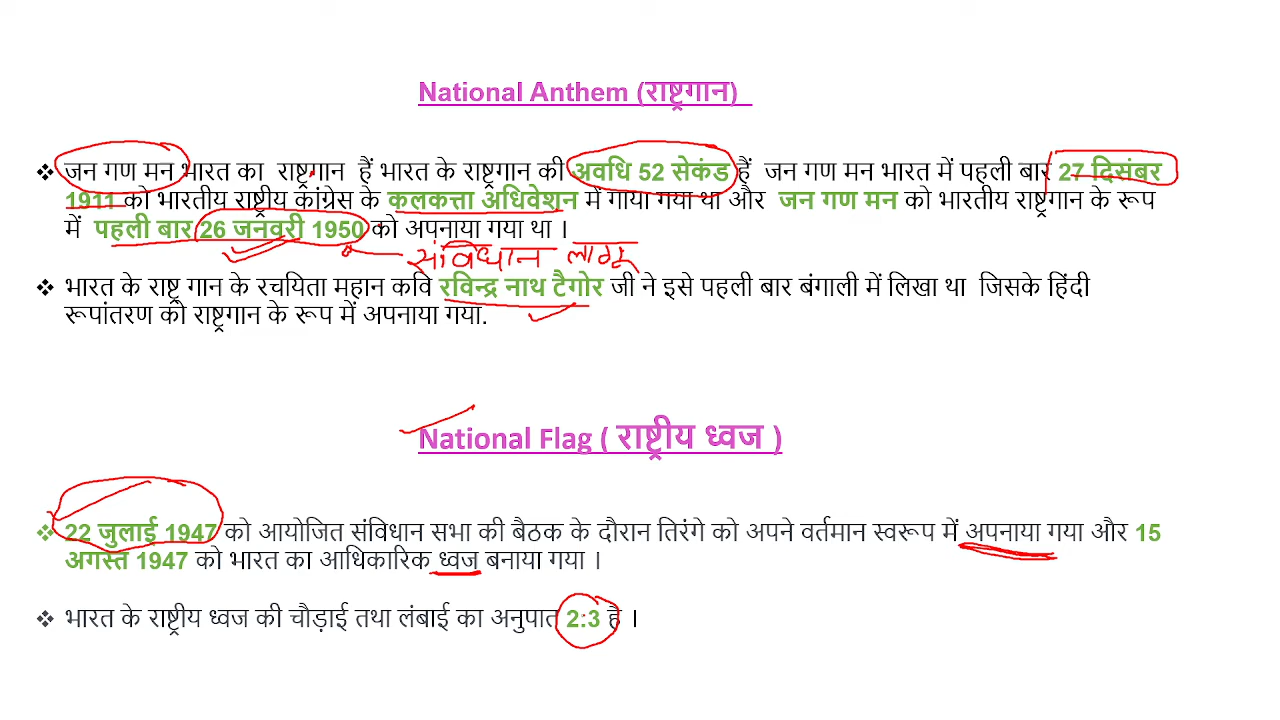 National Anthem (राष्ट्रगान)
❖ जन गण मन भारत का राष्ट्रगान हैं भारत के राष्ट्रगान की अवधि 52 सेकंड हैं जन गण मन भारत में पहली बार 27 दिसंबर
1911 को भारतीय राष्ट्रीय कांग्रेस के कलकत्ता अधिवेशन में गाया गया था और जन गण मन को भारतीय राष्ट्रगान के रूप
में पहली बार 26 जनवरी 1950 को अपनाया गया था ।
संविधान लागू
❖ भारत के राष्ट्र गान के रचयिता महान कवि रविन्द्र नाथ टैगोर जी ने इसे पहली बार बंगाली में लिखा था जिसके हिंदी
रूपांतरण को राष्ट्रगान के रूप में अपनाया गया.
National Flag ( राष्ट्रीय ध्वज )
❖ 22 जुलाई 1947 को आयोजित संविधान सभा की बैठक के दौरान तिरंगे को अपने वर्तमान स्वरूप में अपनाया गया और 15
अगस्त 1947 को भारत का आधिकारिक ध्वज बनाया गया ।
❖ भारत के राष्ट्रीय ध्वज की चौड़ाई तथा लंबाई का अनुपात 2:3 है ।